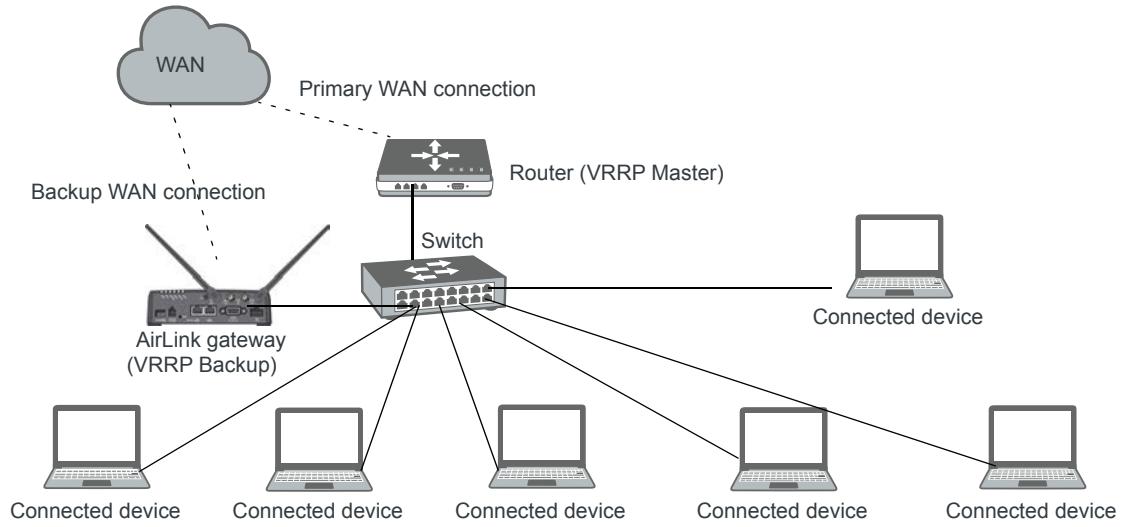 WAN
Primary WAN connection
Router (VRRP Master)
Backup WAN connection
Switch
Connected device
AirLink gateway
(VRRP Backup)
Connected device
Connected device
Connected device
Connected device
Connected device